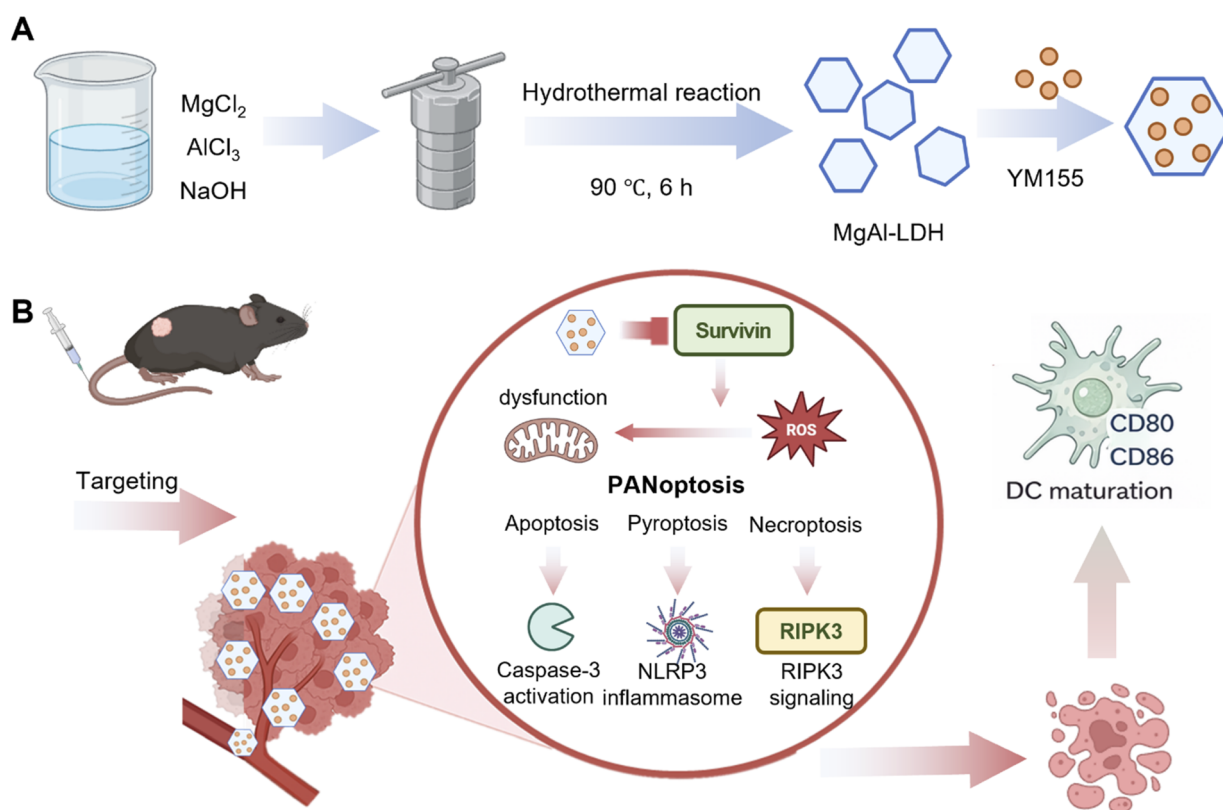 A
MgCl₂
AlCl₃
NaOH
Hydrothermal reaction
90 ℃, 6 h
MgAl-LDH
YM155
B
Targeting
Survivin
dysfunction
ROS
PANoptosis
Apoptosis
Pyroptosis
Necroptosis
Caspase-3
activation
NLRP3
inflammasome
RIPK3
RIPK3
signaling
CD80
CD86
DC maturation